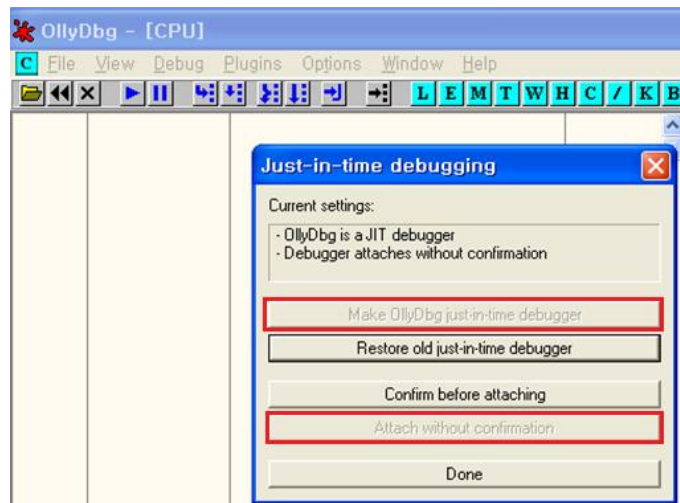 OllyDbg - [CPU]
C File View Debug Plugins Options Window Help
L E M T W H C / K B
Just-in-time debugging
Current settings:
- OllyDbg is a JIT debugger
- Debugger attaches without confirmation
Make OllyDbg just-in-time debugger
Restore old just-in-time debugger
Confirm before attaching
Attach without confirmation
Done